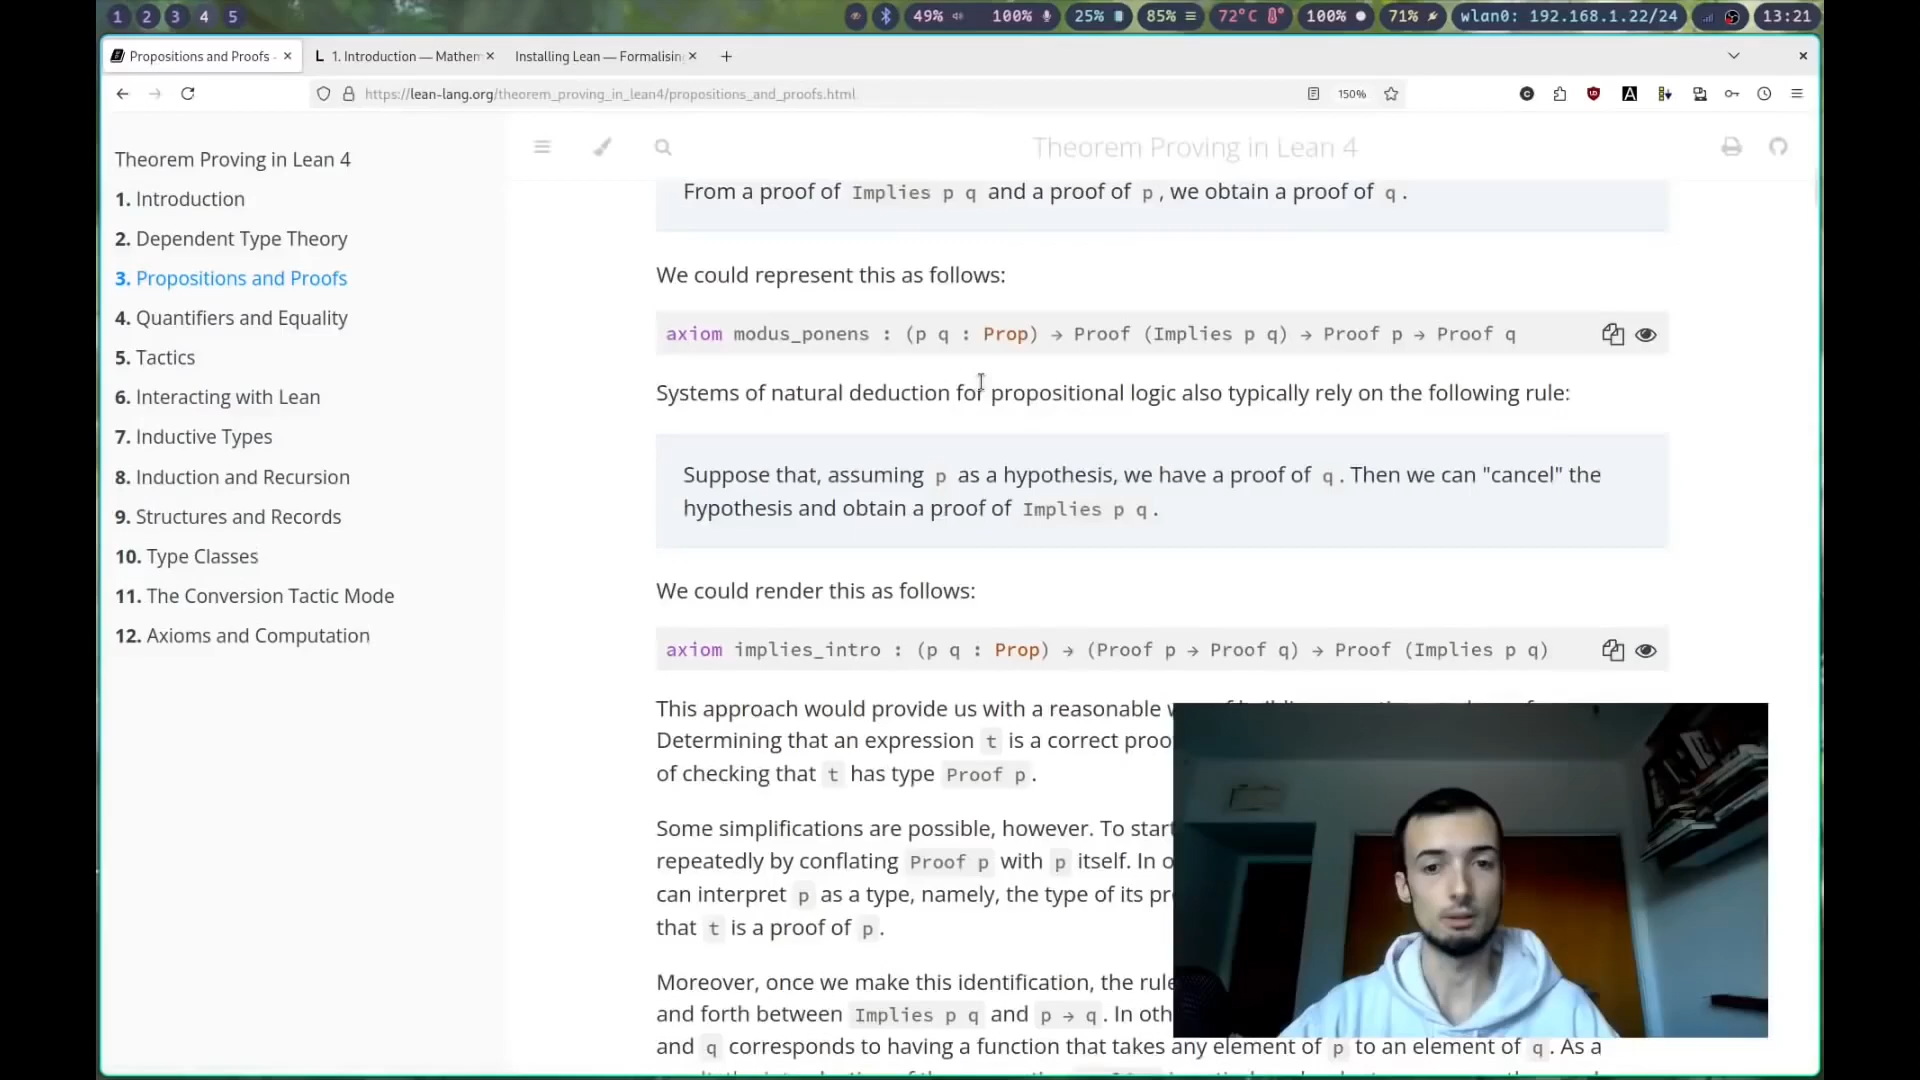 1 2 3 4 5 49% 100% 25% 85% 72°C 100% 71% wlan0: 192.168.1.22/24 13:21
Propositions and Proofs - × L 1. Introduction — Mathem × Installing Lean — Formalising × +
https://lean-lang.org/theorem_proving_in_lean4/propositions_and_proofs.html 150%
Theorem Proving in Lean 4
1. Introduction
2. Dependent Type Theory
3. Propositions and Proofs
4. Quantifiers and Equality
5. Tactics
6. Interacting with Lean
7. Inductive Types
8. Induction and Recursion
9. Structures and Records
10. Type Classes
11. The Conversion Tactic Mode
12. Axioms and Computation
Theorem Proving in Lean 4
From a proof of Implies p q and a proof of p, we obtain a proof of q.
We could represent this as follows:
axiom modus_ponens : (p q : Prop) → Proof (Implies p q) → Proof p → Proof q
Systems of natural deduction for propositional logic also typically rely on the following rule:
Suppose that, assuming p as a hypothesis, we have a proof of q. Then we can "cancel" the
hypothesis and obtain a proof of Implies p q.
We could render this as follows:
axiom implies_intro : (p q : Prop) → (Proof p → Proof q) → Proof (Implies p q)
This approach would provide us with a reasonable
Determining that an expression t is a correct proo
of checking that t has type Proof p.
Some simplifications are possible, however. To start
repeatedly by conflating Proof p with p itself. In o
can interpret p as a type, namely, the type of its pr
that t is a proof of p.
Moreover, once we make this identification, the rule
and forth between Implies p q and p → q. In oth
and q corresponds to having a function that takes any element of p to an element of q. As a